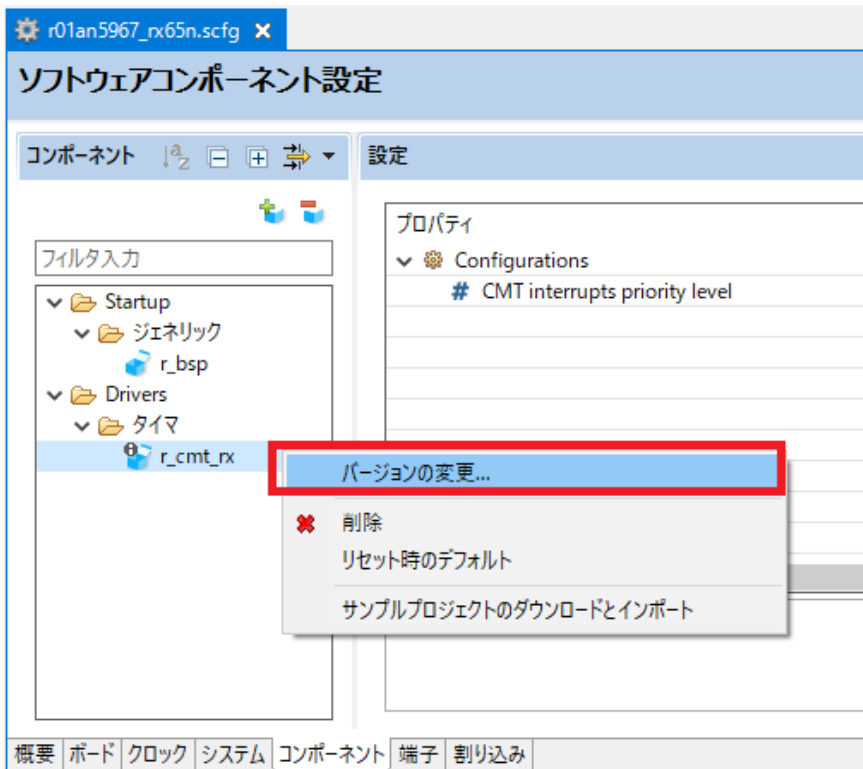 r01an5967_rx65n.scfg
ソフトウェアコンポーネント設定
コンポーネント
設定
フィルタ入力
Startup
ジェネリック
r_bsp
Drivers
タイマ
r_cmt_rx
プロパティ
Configurations
# CMT interrupts priority level
バージョンの変更...
削除
リセット時のデフォルト
サンプルプロジェクトのダウンロードとインポート
概要 ボード クロック システム コンポーネント 端子 割り込み